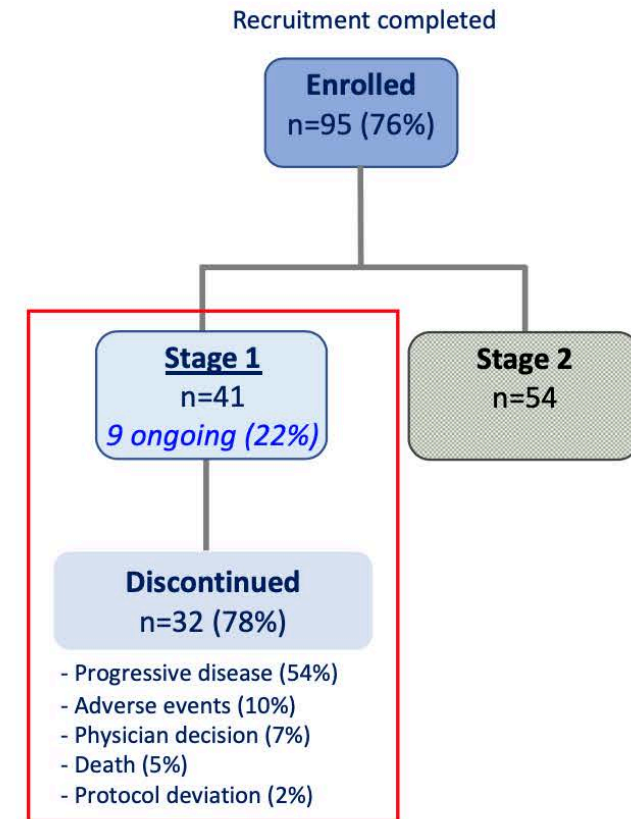 Recruitment completed
Enrolled
n=95 (76%)
Stage 1
n=41
9 ongoing (22%)
Stage 2
n=54
Discontinued
n=32 (78%)
- Progressive disease (54%)
- Adverse events (10%)
- Physician decision (7%)
- Death (5%)
- Protocol deviation (2%)